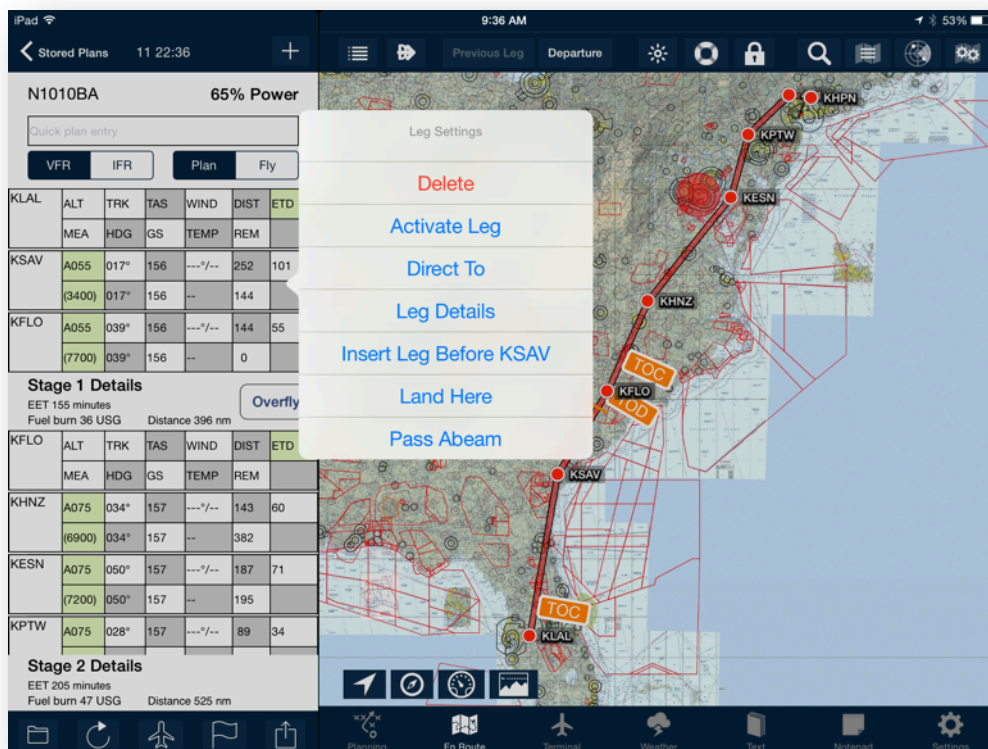 iPad 9:36 AM 53%
Stored Plans 11 22:36 +
Previous Leg Departure
N1010BA 65% Power
Quick plan entry
VFR IFR Plan Fly
KLAL ALT TRK TAS WIND DIST ETD
MEA HDG GS TEMP REM
KSAV A055 017° 156 ---°/-- 252 101
(3400) 017° 156 -- 144
KFLO A055 039° 156 ---°/-- 144 55
(7700) 039° 156 -- 0
Stage 1 Details
EET 155 minutes
Fuel burn 36 USG Distance 396 nm
Overfly
KFLO ALT TRK TAS WIND DIST ETD
MEA HDG GS TEMP REM
KHNZ A075 034° 157 ---°/-- 143 60
(6900) 034° 157 -- 382
KESN A075 050° 157 ---°/-- 187 71
(7200) 050° 157 -- 195
KPTW A075 028° 157 ---°/-- 89 34
Stage 2 Details
EET 205 minutes
Fuel burn 47 USG Distance 525 nm
Leg Settings
Delete
Activate Leg
Direct To
Leg Details
Insert Leg Before KSAV
Land Here
Pass Abeam
KHPN
KPTW
KESN
KHNZ
TOC
KFLO
TOD
KSAV
TOC
KLAL
Planning En Route Terminal Weather Text Notepad Settings